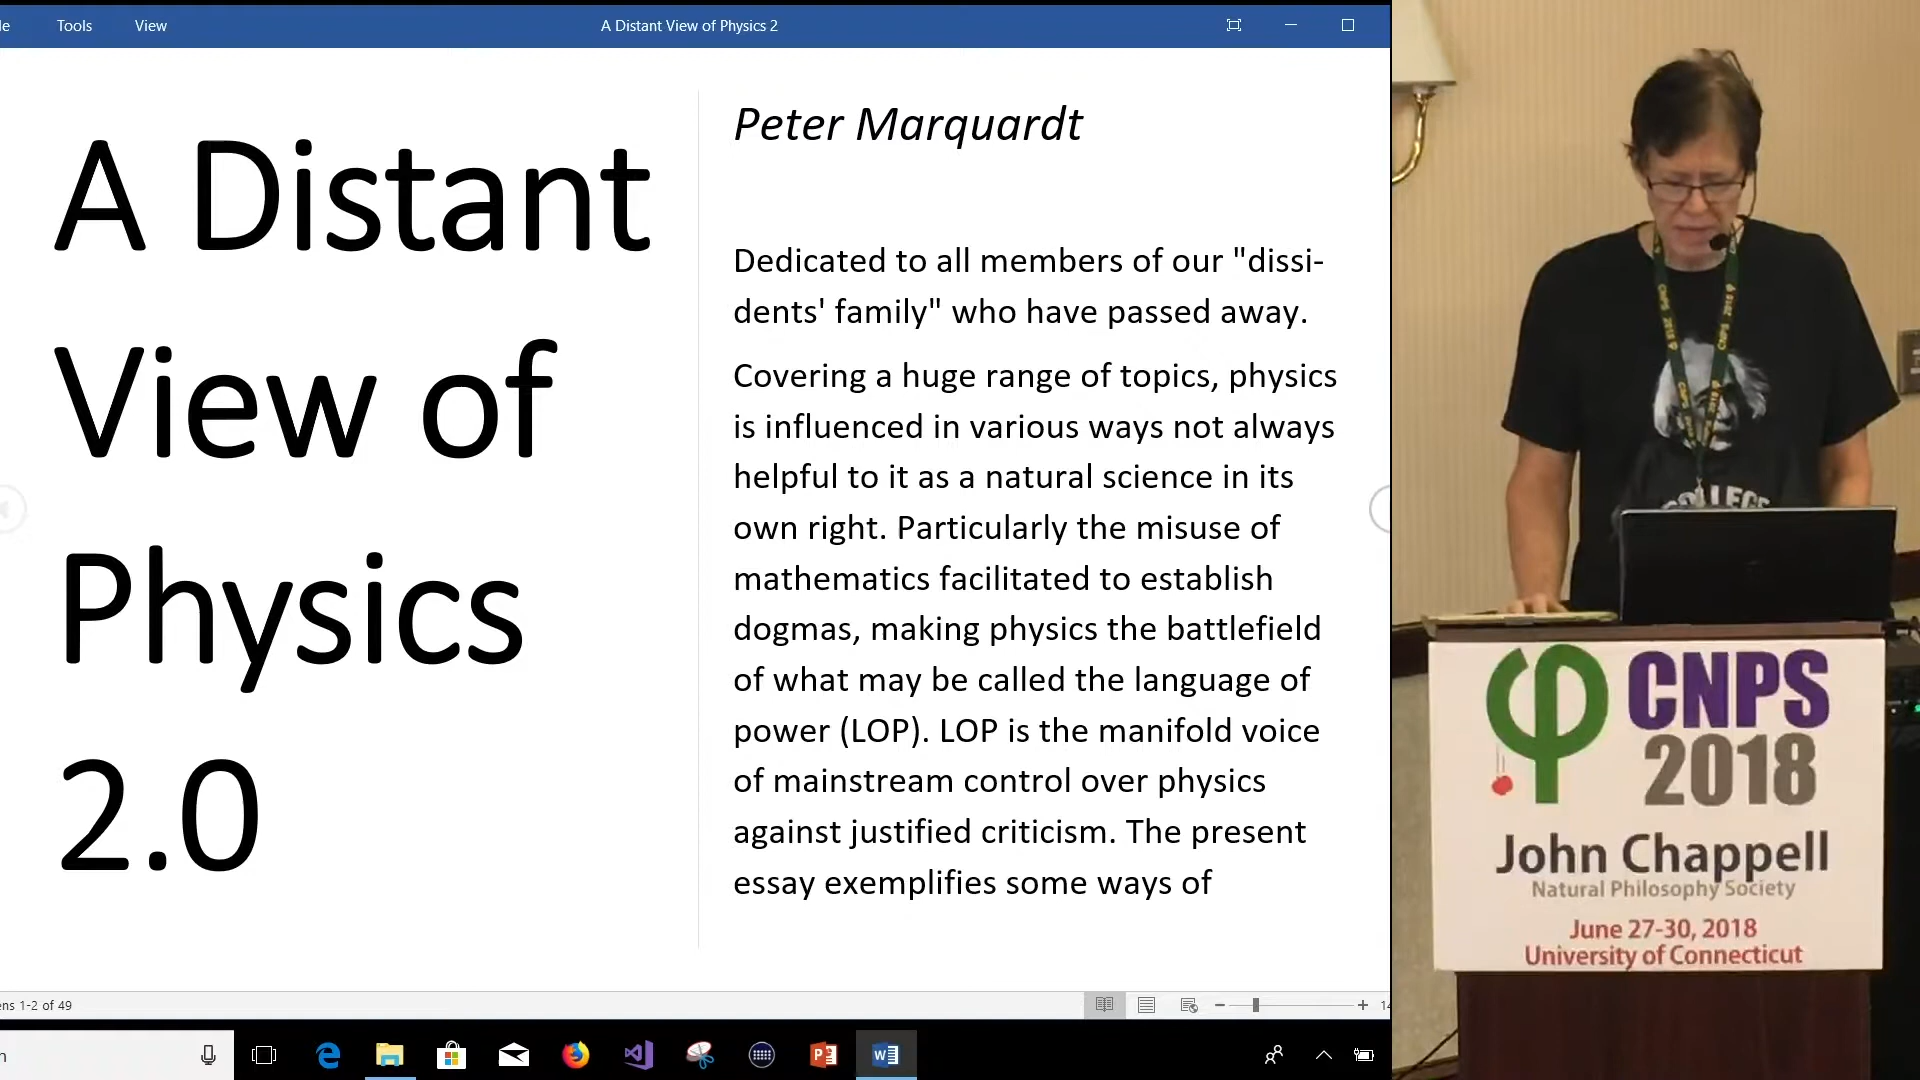 Tools View A Distant View of Physics 2
A Distant
View of
Physics
2.0
Peter Marquardt
Dedicated to all members of our "dissi-
dents' family" who have passed away.
Covering a huge range of topics, physics
is influenced in various ways not always
helpful to it as a natural science in its
own right. Particularly the misuse of
mathematics facilitated to establish
dogmas, making physics the battlefield
of what may be called the language of
power (LOP). LOP is the manifold voice
of mainstream control over physics
against justified criticism. The present
essay exemplifies some ways of
1-2 of 49
CNPS 2018
CNPS 2018
COLLEGE
CNPS
2018
John Chappell
Natural Philosophy Society
June 27-30, 2018
University of Connecticut